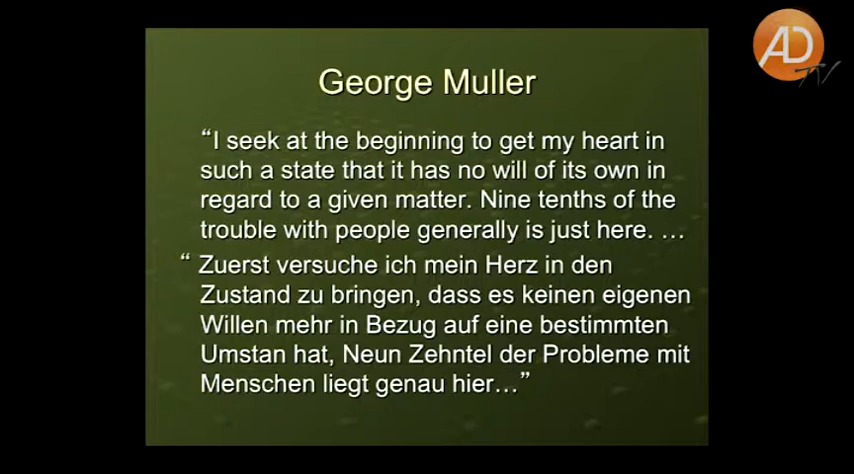 AD
TV
George Muller
“I seek at the beginning to get my heart in
such a state that it has no will of its own in
regard to a given matter. Nine tenths of the
trouble with people generally is just here. …
“ Zuerst versuche ich mein Herz in den
Zustand zu bringen, dass es keinen eigenen
Willen mehr in Bezug auf eine bestimmten
Umstan hat, Neun Zehntel der Probleme mit
Menschen liegt genau hier…”